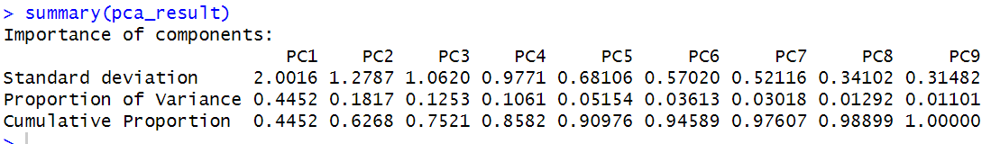 > summary(pca_result)
Importance of components:
                          PC1    PC2    PC3    PC4     PC5     PC6     PC7     PC8     PC9
Standard deviation     2.0016 1.2787 1.0620 0.9771 0.68106 0.57020 0.52116 0.34102 0.31482
Proportion of Variance 0.4452 0.1817 0.1253 0.1061 0.05154 0.03613 0.03018 0.01292 0.01101
Cumulative Proportion  0.4452 0.6268 0.7521 0.8582 0.90976 0.94589 0.97607 0.98899 1.00000
>